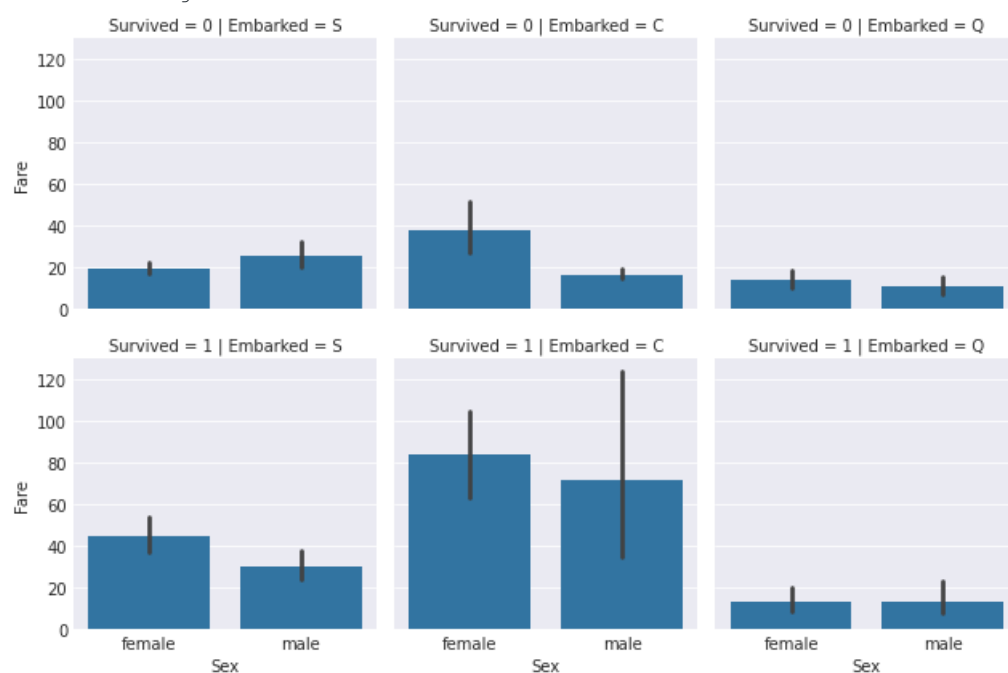 Survived = 0 | Embarked = S
Survived = 0 | Embarked = C
Survived = 0 | Embarked = Q
120
100
80
60
40
20
0
Fare
Survived = 1 | Embarked = S
Survived = 1 | Embarked = C
Survived = 1 | Embarked = Q
120
100
80
60
40
20
0
Fare
female male
female male
female male
Sex
Sex
Sex